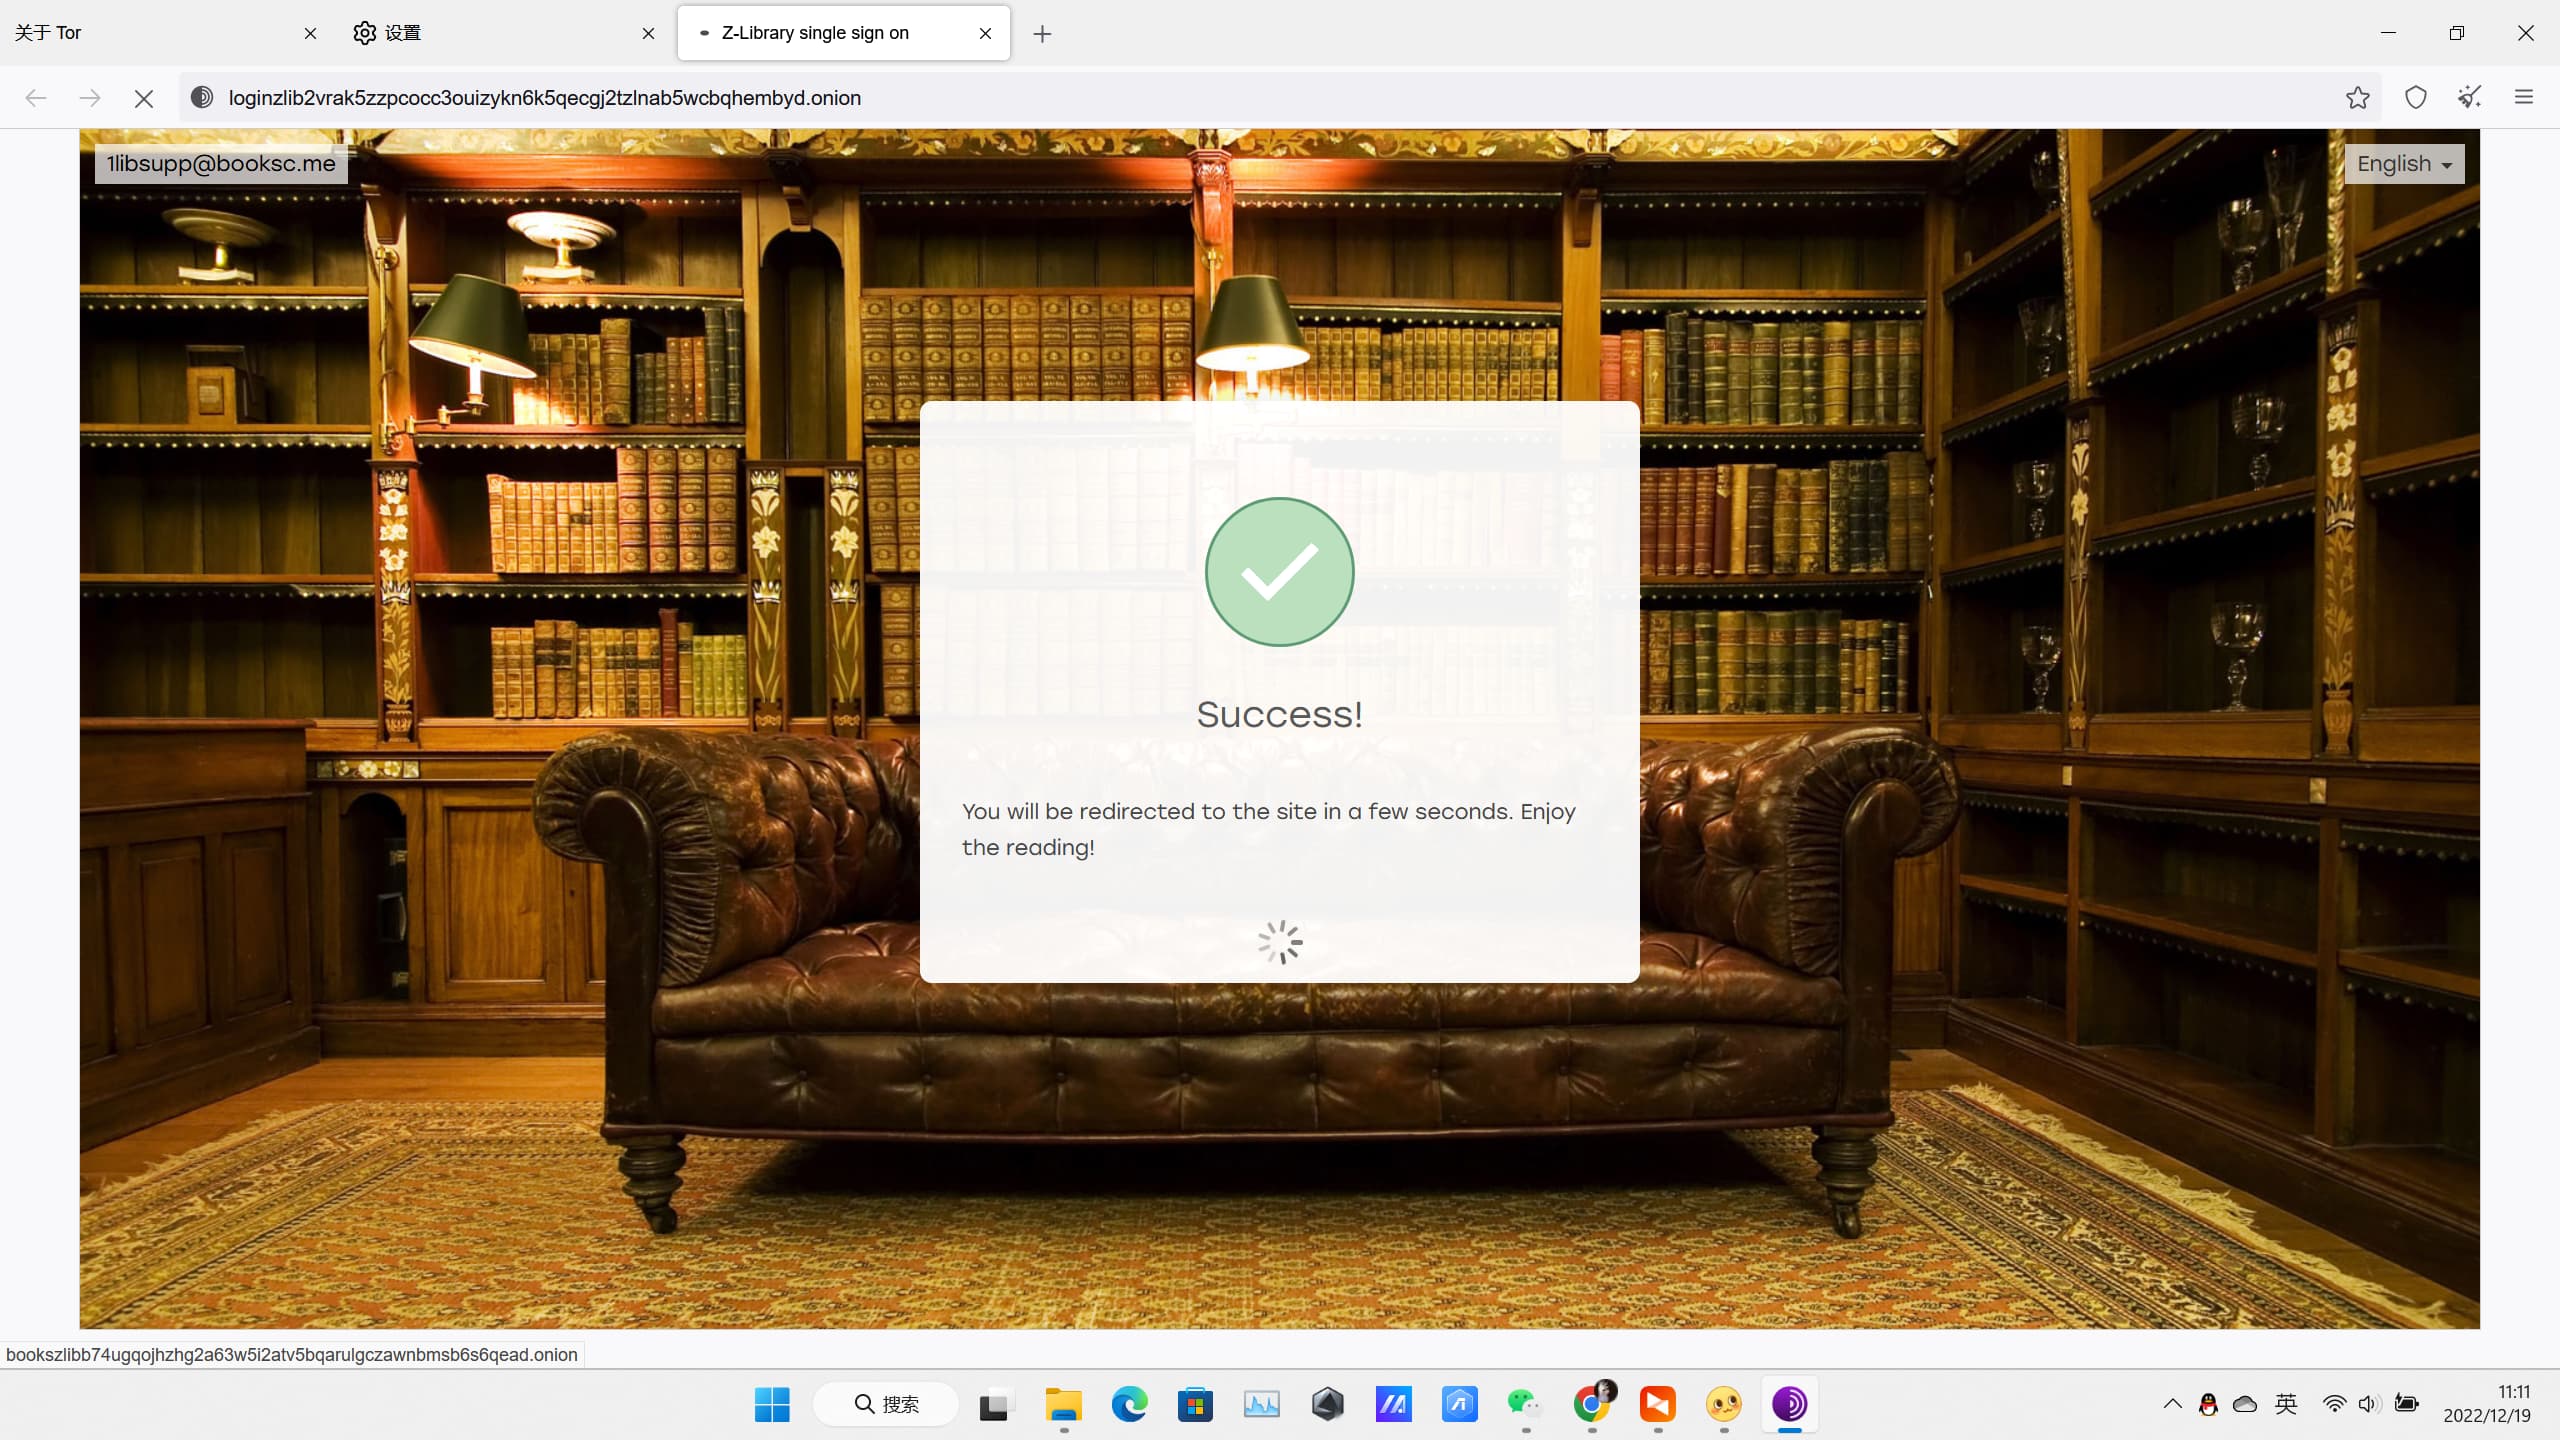 关于 Tor
设置
Z-Library single sign on
loginzlib2vrak5zzpcocc3ouizykn6k5qecgj2tzlnab5wcbqhembyd.onion
1libsupp@booksc.me
English
Success!
You will be redirected to the site in a few seconds. Enjoy
the reading!
bookszlibb74ugqojhzhg2a63w5i2atv5bqarulgczawnbmsb6s6qead.onion
搜索
英
11:11
2022/12/19